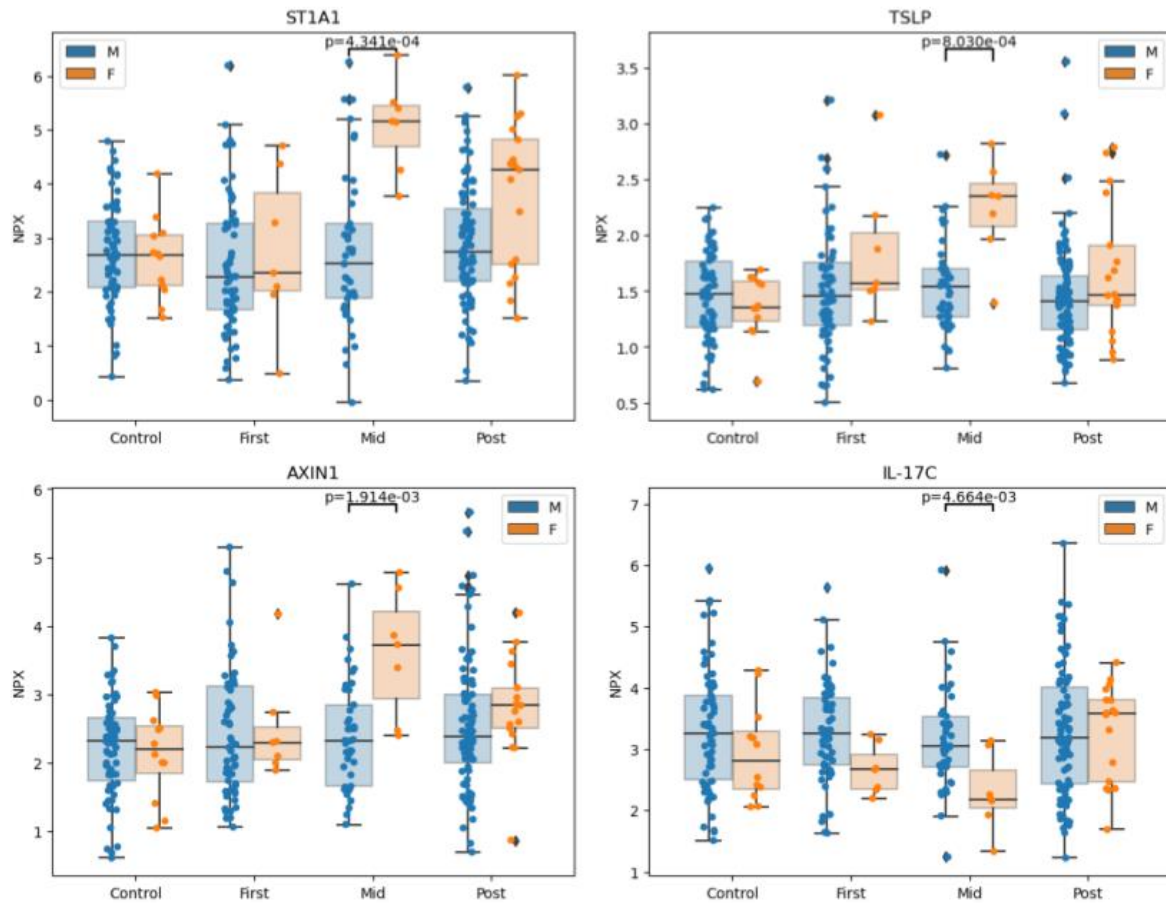 ST1A1
p=4.341e-04
M
F
6
5
4
3
2
1
0
NPX
Control First Mid Post
TSLP
p=8.030e-04
M
F
3.5
3.0
2.5
2.0
1.5
1.0
0.5
NPX
Control First Mid Post
AXIN1
p=1.914e-03
M
F
6
5
4
3
2
1
NPX
Control First Mid Post
IL-17C
p=4.664e-03
M
F
7
6
5
4
3
2
1
NPX
Control First Mid Post